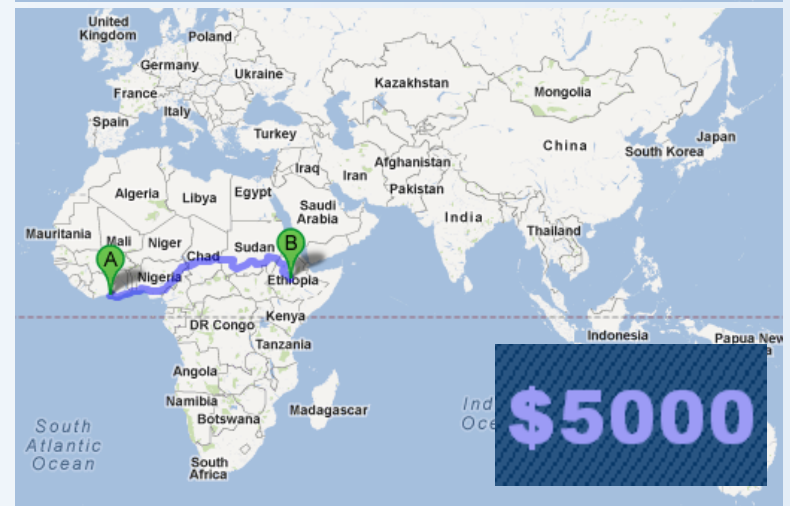 United
Kingdom
Poland
Germany
Ukraine
France
Kazakhstan
Mongolia
Italy
Spain
Turkey
Japan
China
South Korea
Afghanistan
Iraq
Iran
Pakistan
Algeria
Libya
Egypt
Saudi
Arabia
India
Thailand
Mauritania
Mali
Niger
Chad
Sudan
B
A
Nigeria
Ethiopia
Kenya
DR Congo
Tanzania
Indonesia
Papua New
Angola
Namibia
Botswana
Madagascar
South
Africa
South
Atlantic
Ocean
Ind
Oce
$5000